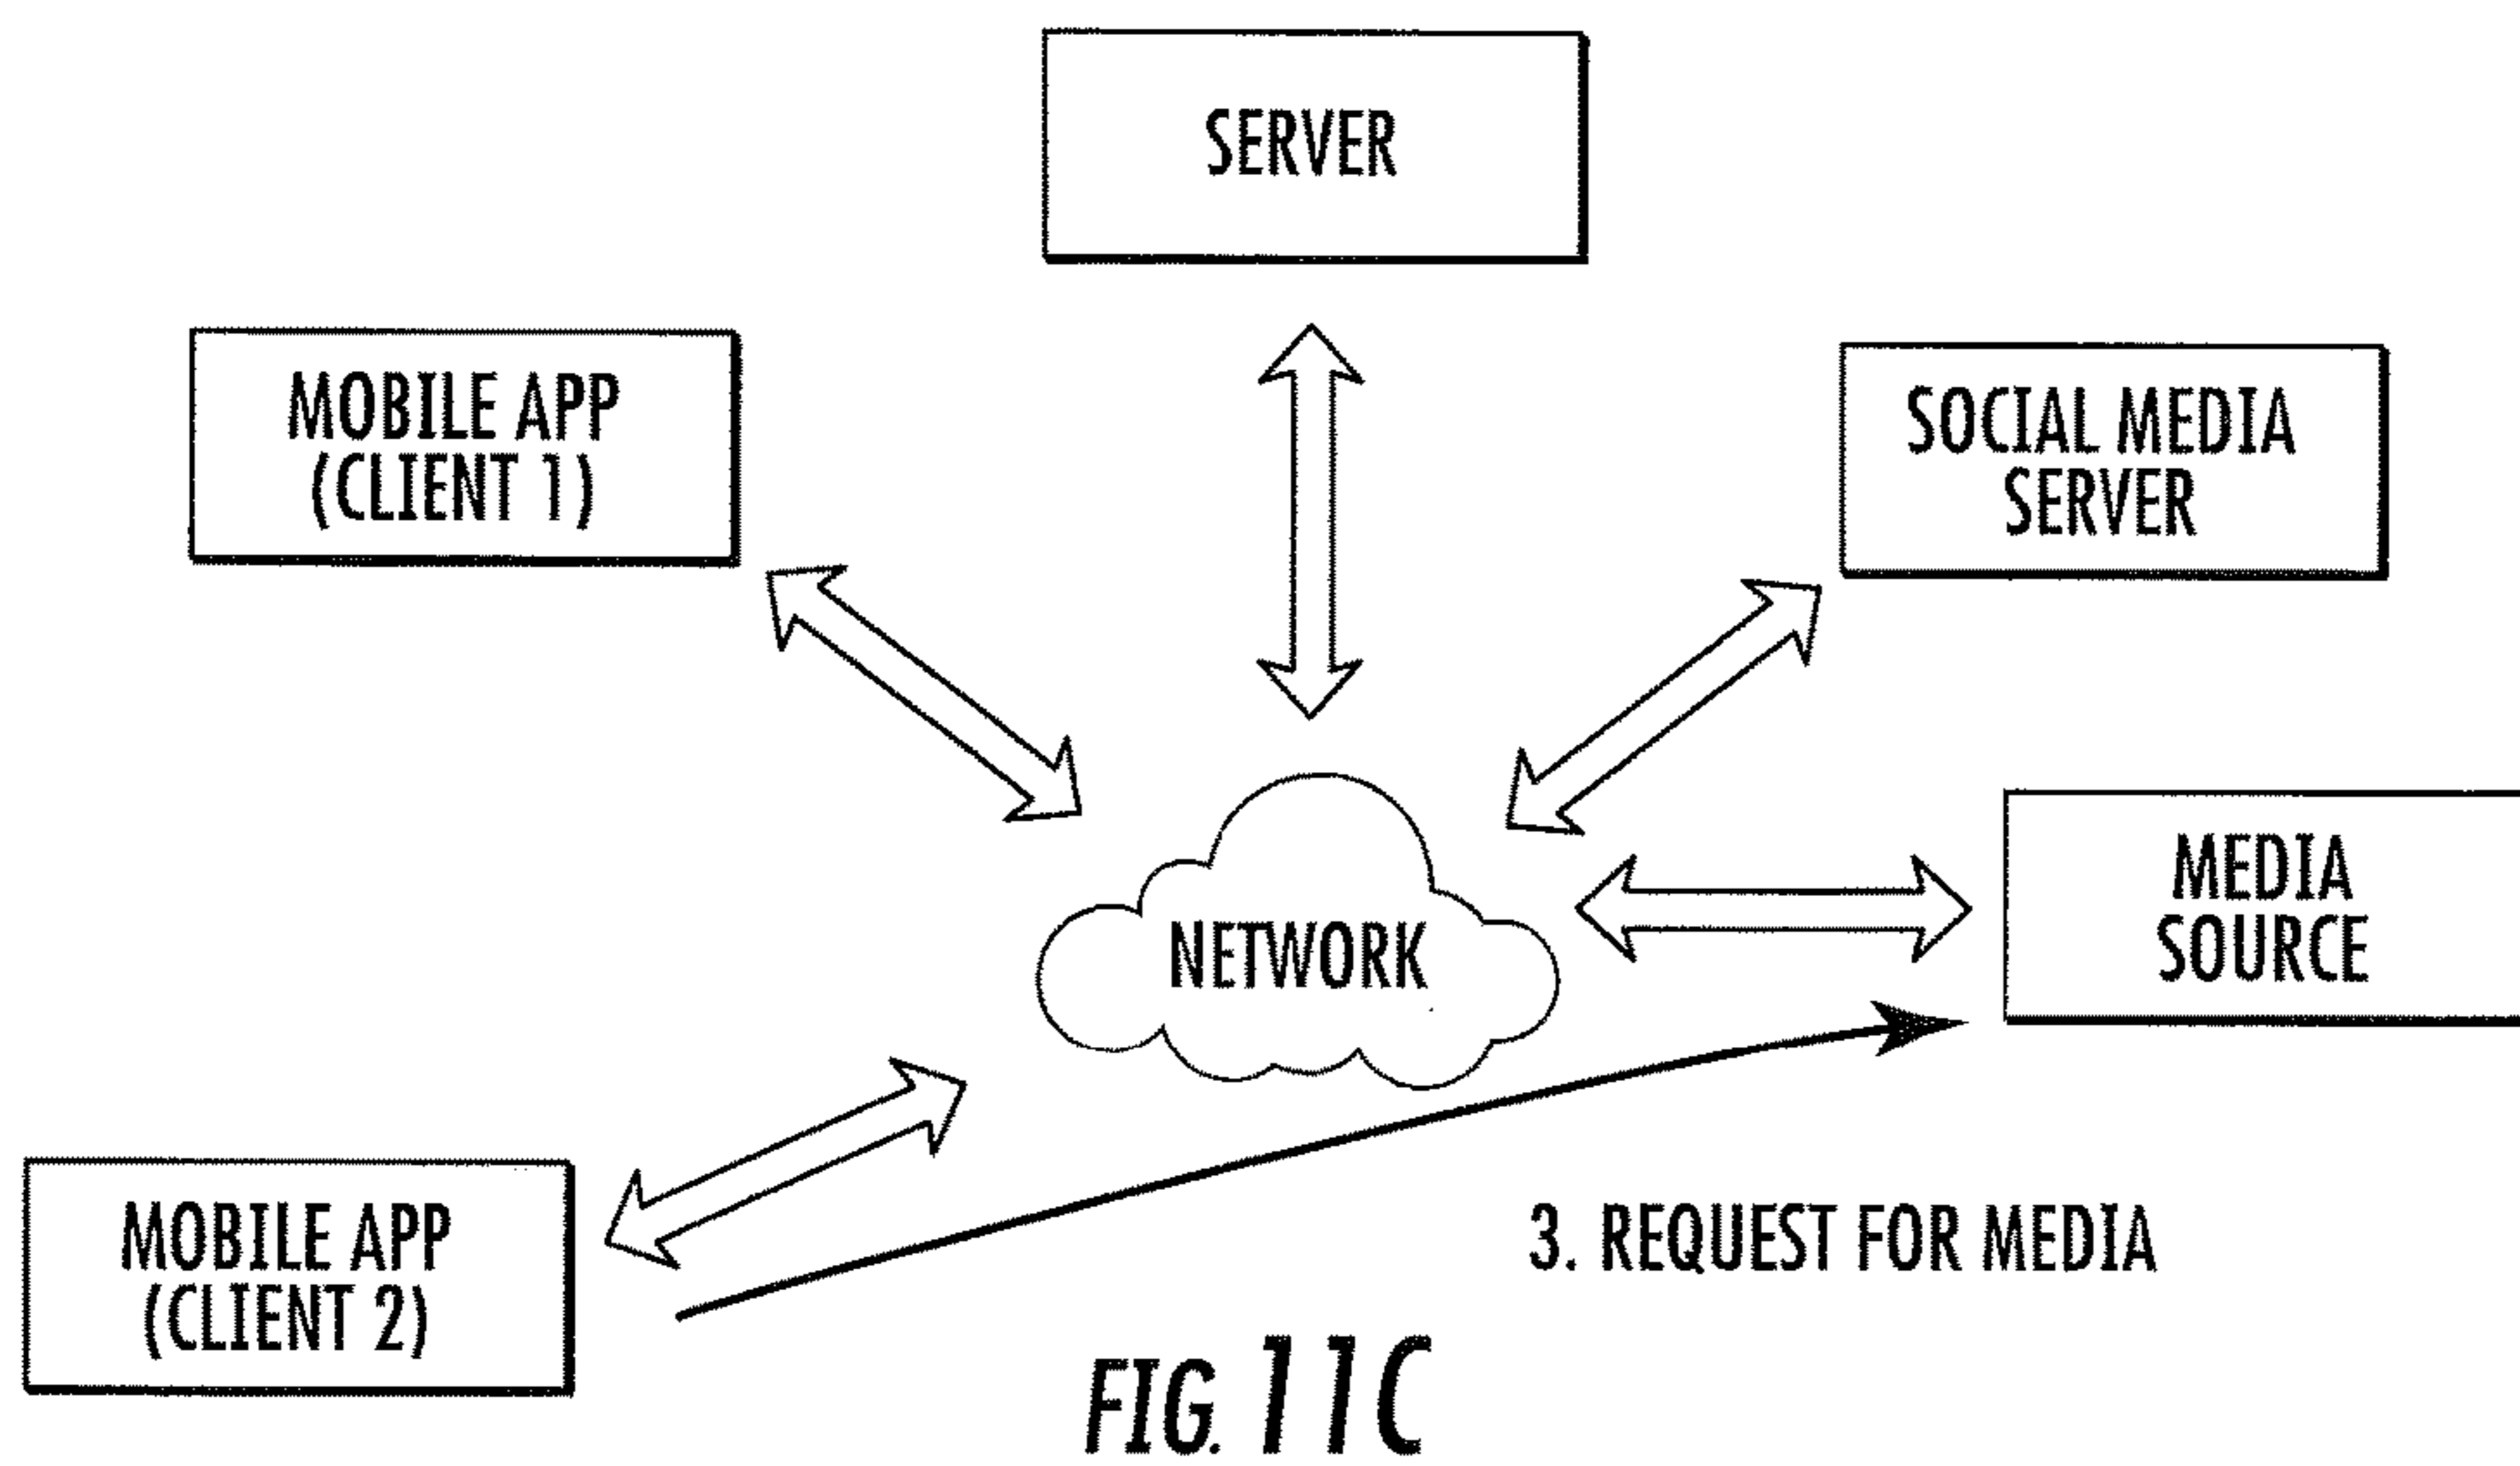 SERVER
MOBILE APP
(CLIENT 1)
SOCIAL MEDIA
SERVER
MEDIA
SOURCE
NETWORK
MOBILE APP
(CLIENT 2)
3. REQUEST FOR MEDIA
FIG. 11C